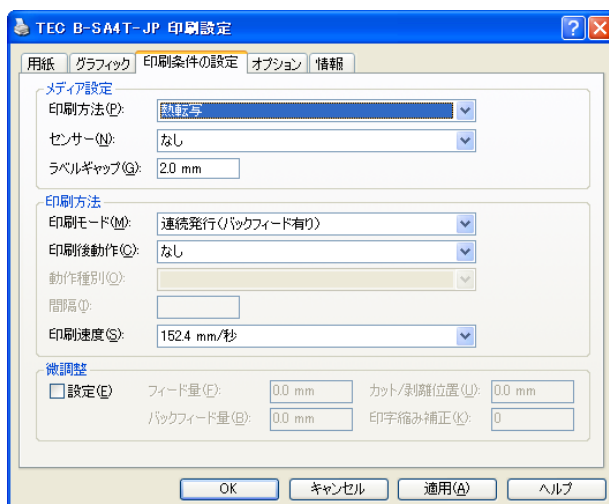 TEC B-SA4T-JP 印刷設定
用紙 グラフィック 印刷条件の設定 オプション 情報
メディア設定
印刷方法(P): 熱転写
センサー(N): なし
ラベルギャップ(G): 2.0 mm
印刷方法
印刷モード(M): 連続発行(バックフィード有り)
印刷後動作(C): なし
動作種別(O):
間隔(I):
印刷速度(S): 152.4 mm/秒
微調整
設定(E) フィード量(F): 0.0 mm カット/剥離位置(U): 0.0 mm
バックフィード量(B): 0.0 mm 印字縮み補正(K): 0
OK キャンセル 適用(A) ヘルプ